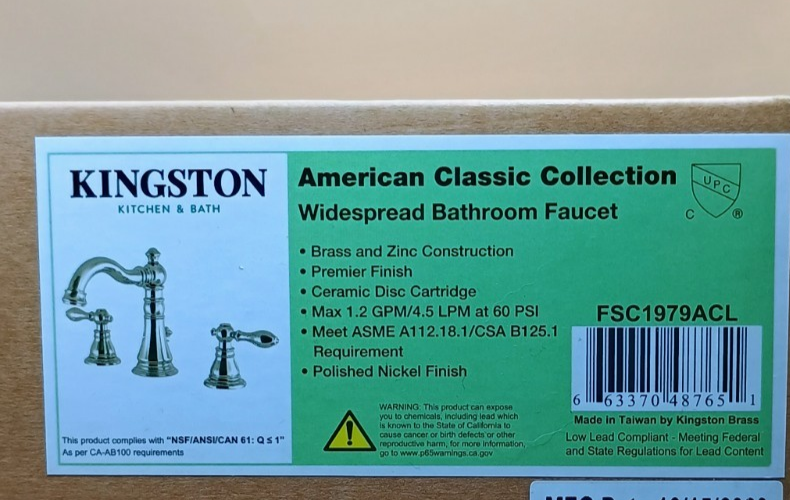 KINGSTON
KITCHEN & BATH
This product complies with "NSF/ANSI/CAN 61: Q ≤ 1"
As per CA-AB100 requirements
American Classic Collection
Widespread Bathroom Faucet
UPC
C ®
• Brass and Zinc Construction
• Premier Finish
• Ceramic Disc Cartridge
• Max 1.2 GPM/4.5 LPM at 60 PSI
• Meet ASME A112.18.1/CSA B125.1
Requirement
• Polished Nickel Finish
WARNING: This product can expose
you to chemicals, including lead which
is known to the State of California to
cause cancer or birth defects or other
reproductive harm, for more information,
go to www.p65warnings.ca.gov
FSC1979ACL
6 63370 48765 1
Made in Taiwan by Kingston Brass
Low Lead Compliant - Meeting Federal
and State Regulations for Lead Content